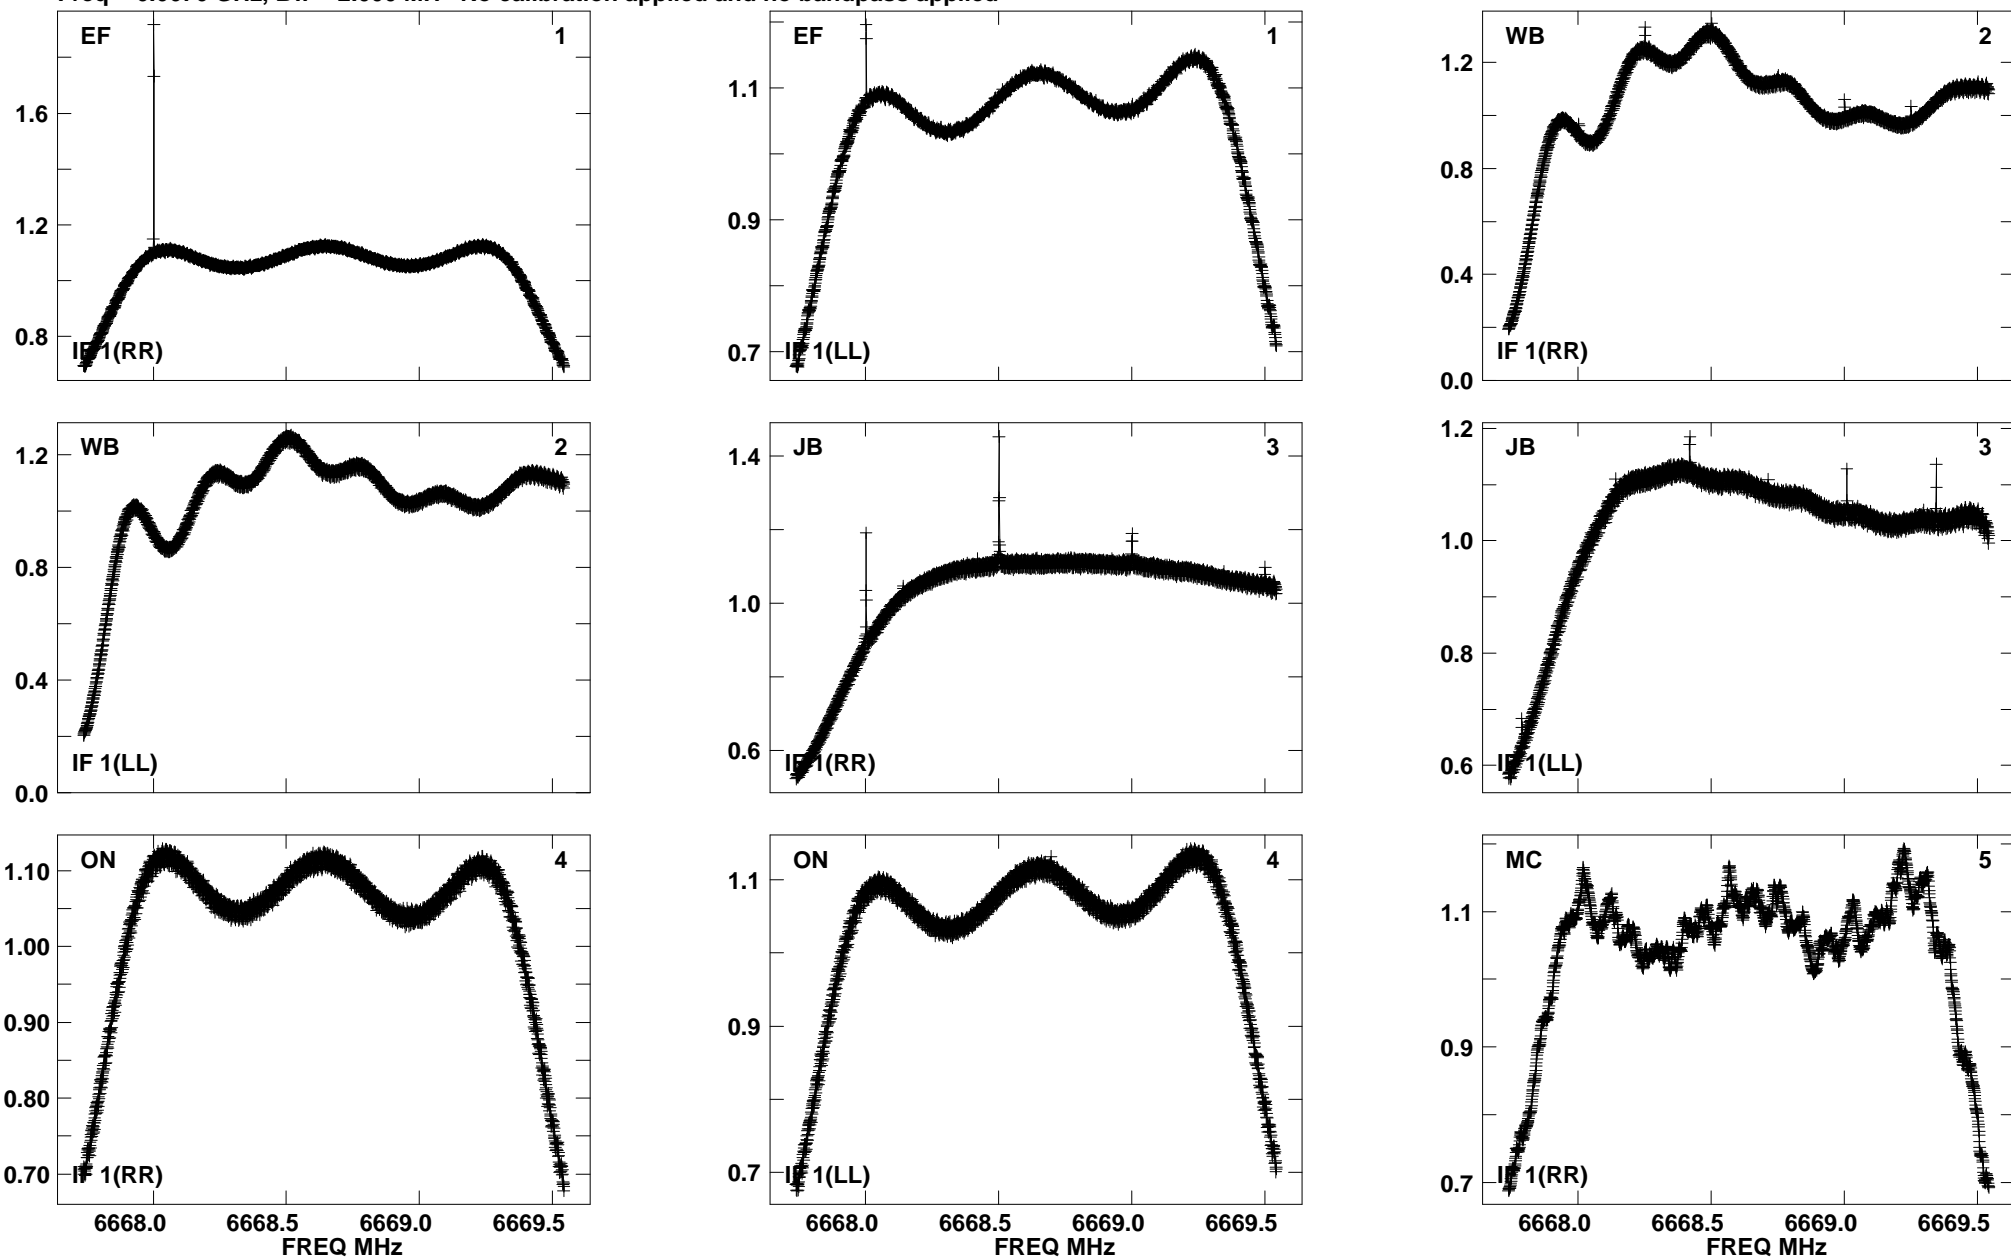 applied and no bandpass applied
EF 1
1.6
1.2
0.8
IF 1(RR)
EF 1
1.1
0.9
0.7
IF 1(LL)
WB 2
1.2
0.8
0.4
0.0
IF 1(RR)
WB 2
1.2
0.8
0.4
0.0
IF 1(LL)
JB 3
1.4
1.0
0.6
IF 1(RR)
JB 3
1.2
1.0
0.8
0.6
IF 1(LL)
ON 4
1.10
1.00
0.90
0.80
0.70
IF 1(RR)
6668.0 6668.5 6669.0 6669.5
FREQ MHz
ON 4
1.1
0.9
0.7
IF 1(LL)
6668.0 6668.5 6669.0 6669.5
FREQ MHz
MC 5
1.1
0.9
0.7
IF 1(RR)
6668.0 6668.5 6669.0 6669.5
FREQ MHz